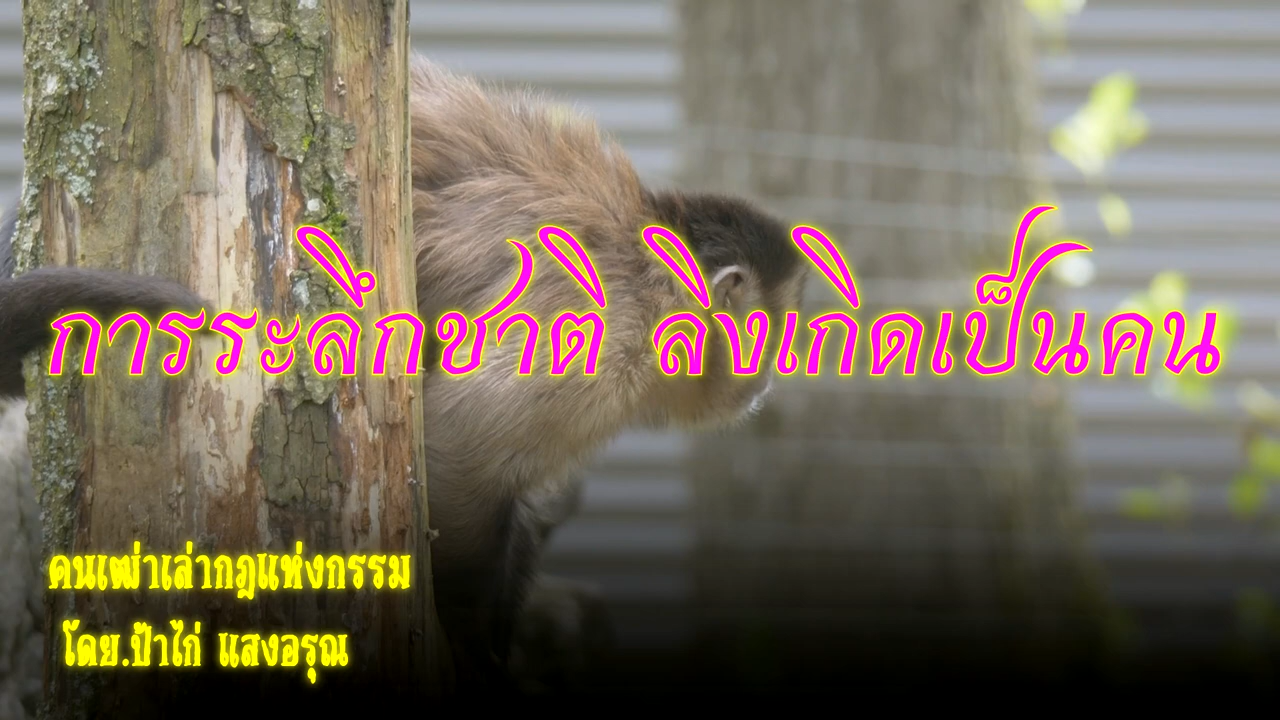 การระลึกชาติ ลิงเกิดเป็นคน
คนเฒ่าเล่ากฎแห่งกรรม
โดย.ป้าไก่ แสงอรุณ